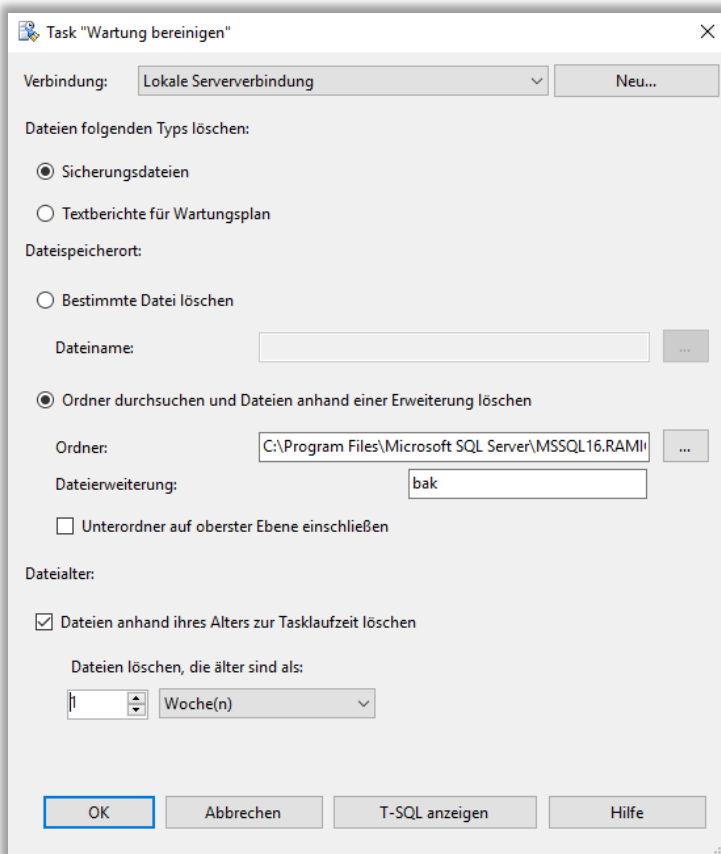 Task "Wartung bereinigen"
Verbindung: Lokale Serververbindung Neu...
Dateien folgenden Typs löschen:
Sicherungsdateien
Textberichte für Wartungsplan
Dateispeicherort:
Bestimmte Datei löschen
Dateiname: ...
Ordner durchsuchen und Dateien anhand einer Erweiterung löschen
Ordner: C:\Program Files\Microsoft SQL Server\MSSQL16.RAMI ...
Dateierweiterung: bak
Unterordner auf oberster Ebene einschließen
Dateialter:
Dateien anhand ihres Alters zur Tasklaufzeit löschen
Dateien löschen, die älter sind als:
1 Woche(n)
OK Abbrechen T-SQL anzeigen Hilfe